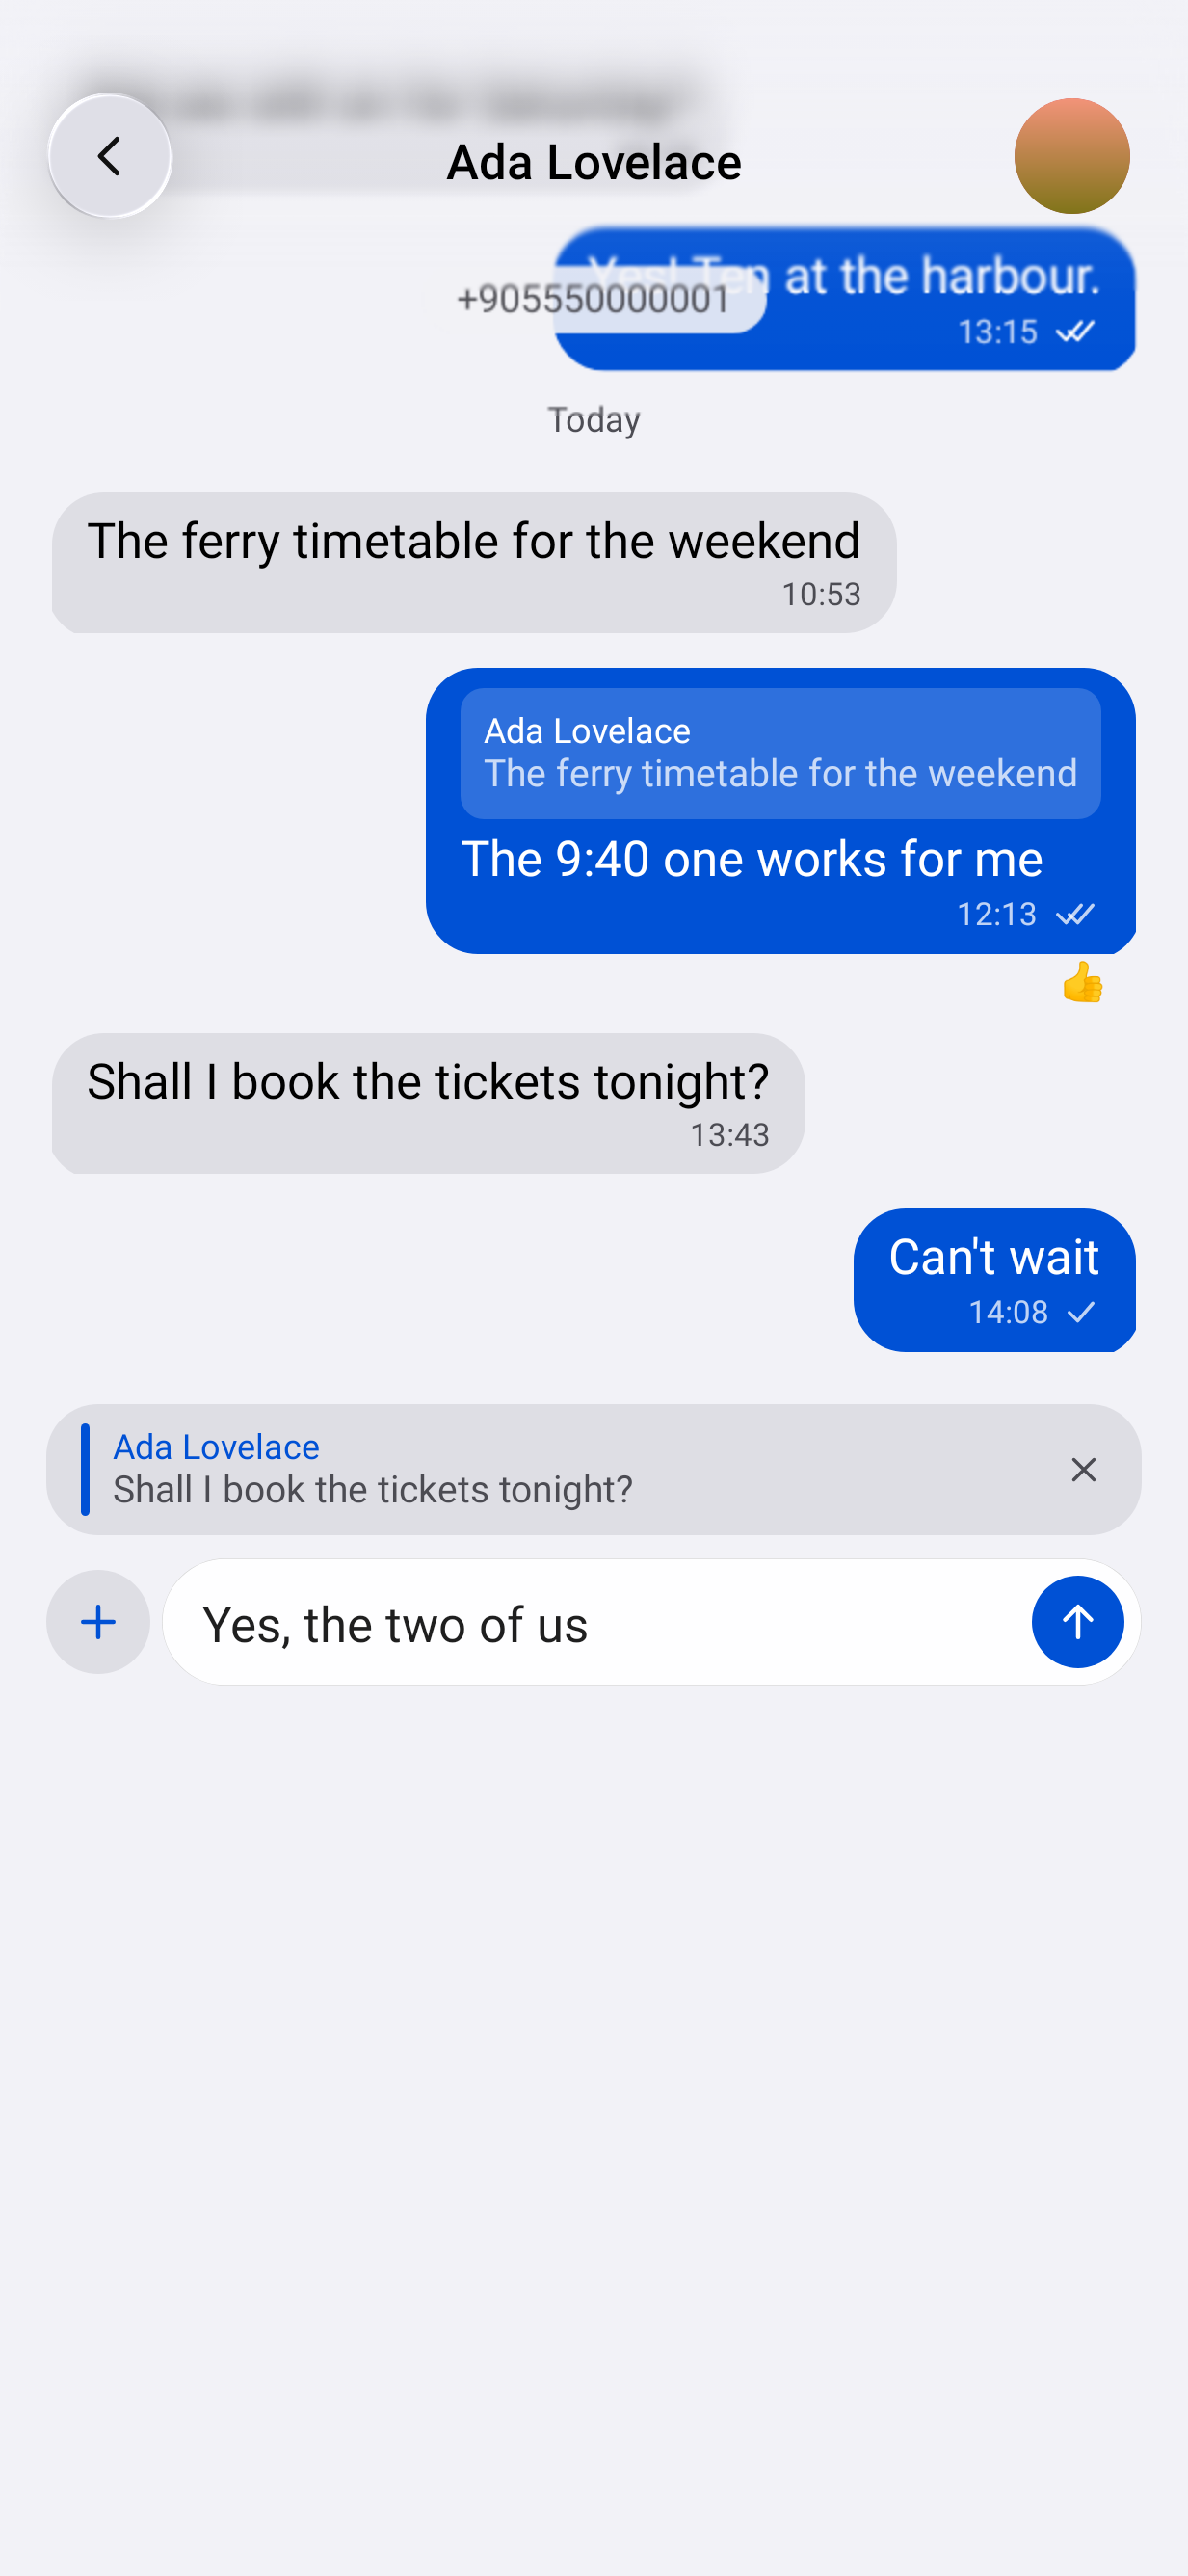 Ada Lovelace
Yes! Ten at the harbour.
+905550000001
13:15
Today
The ferry timetable for the weekend
10:53
Ada Lovelace
The ferry timetable for the weekend
The 9:40 one works for me
12:13
Shall I book the tickets tonight?
13:43
Can't wait
14:08
Ada Lovelace
Shall I book the tickets tonight?
Yes, the two of us